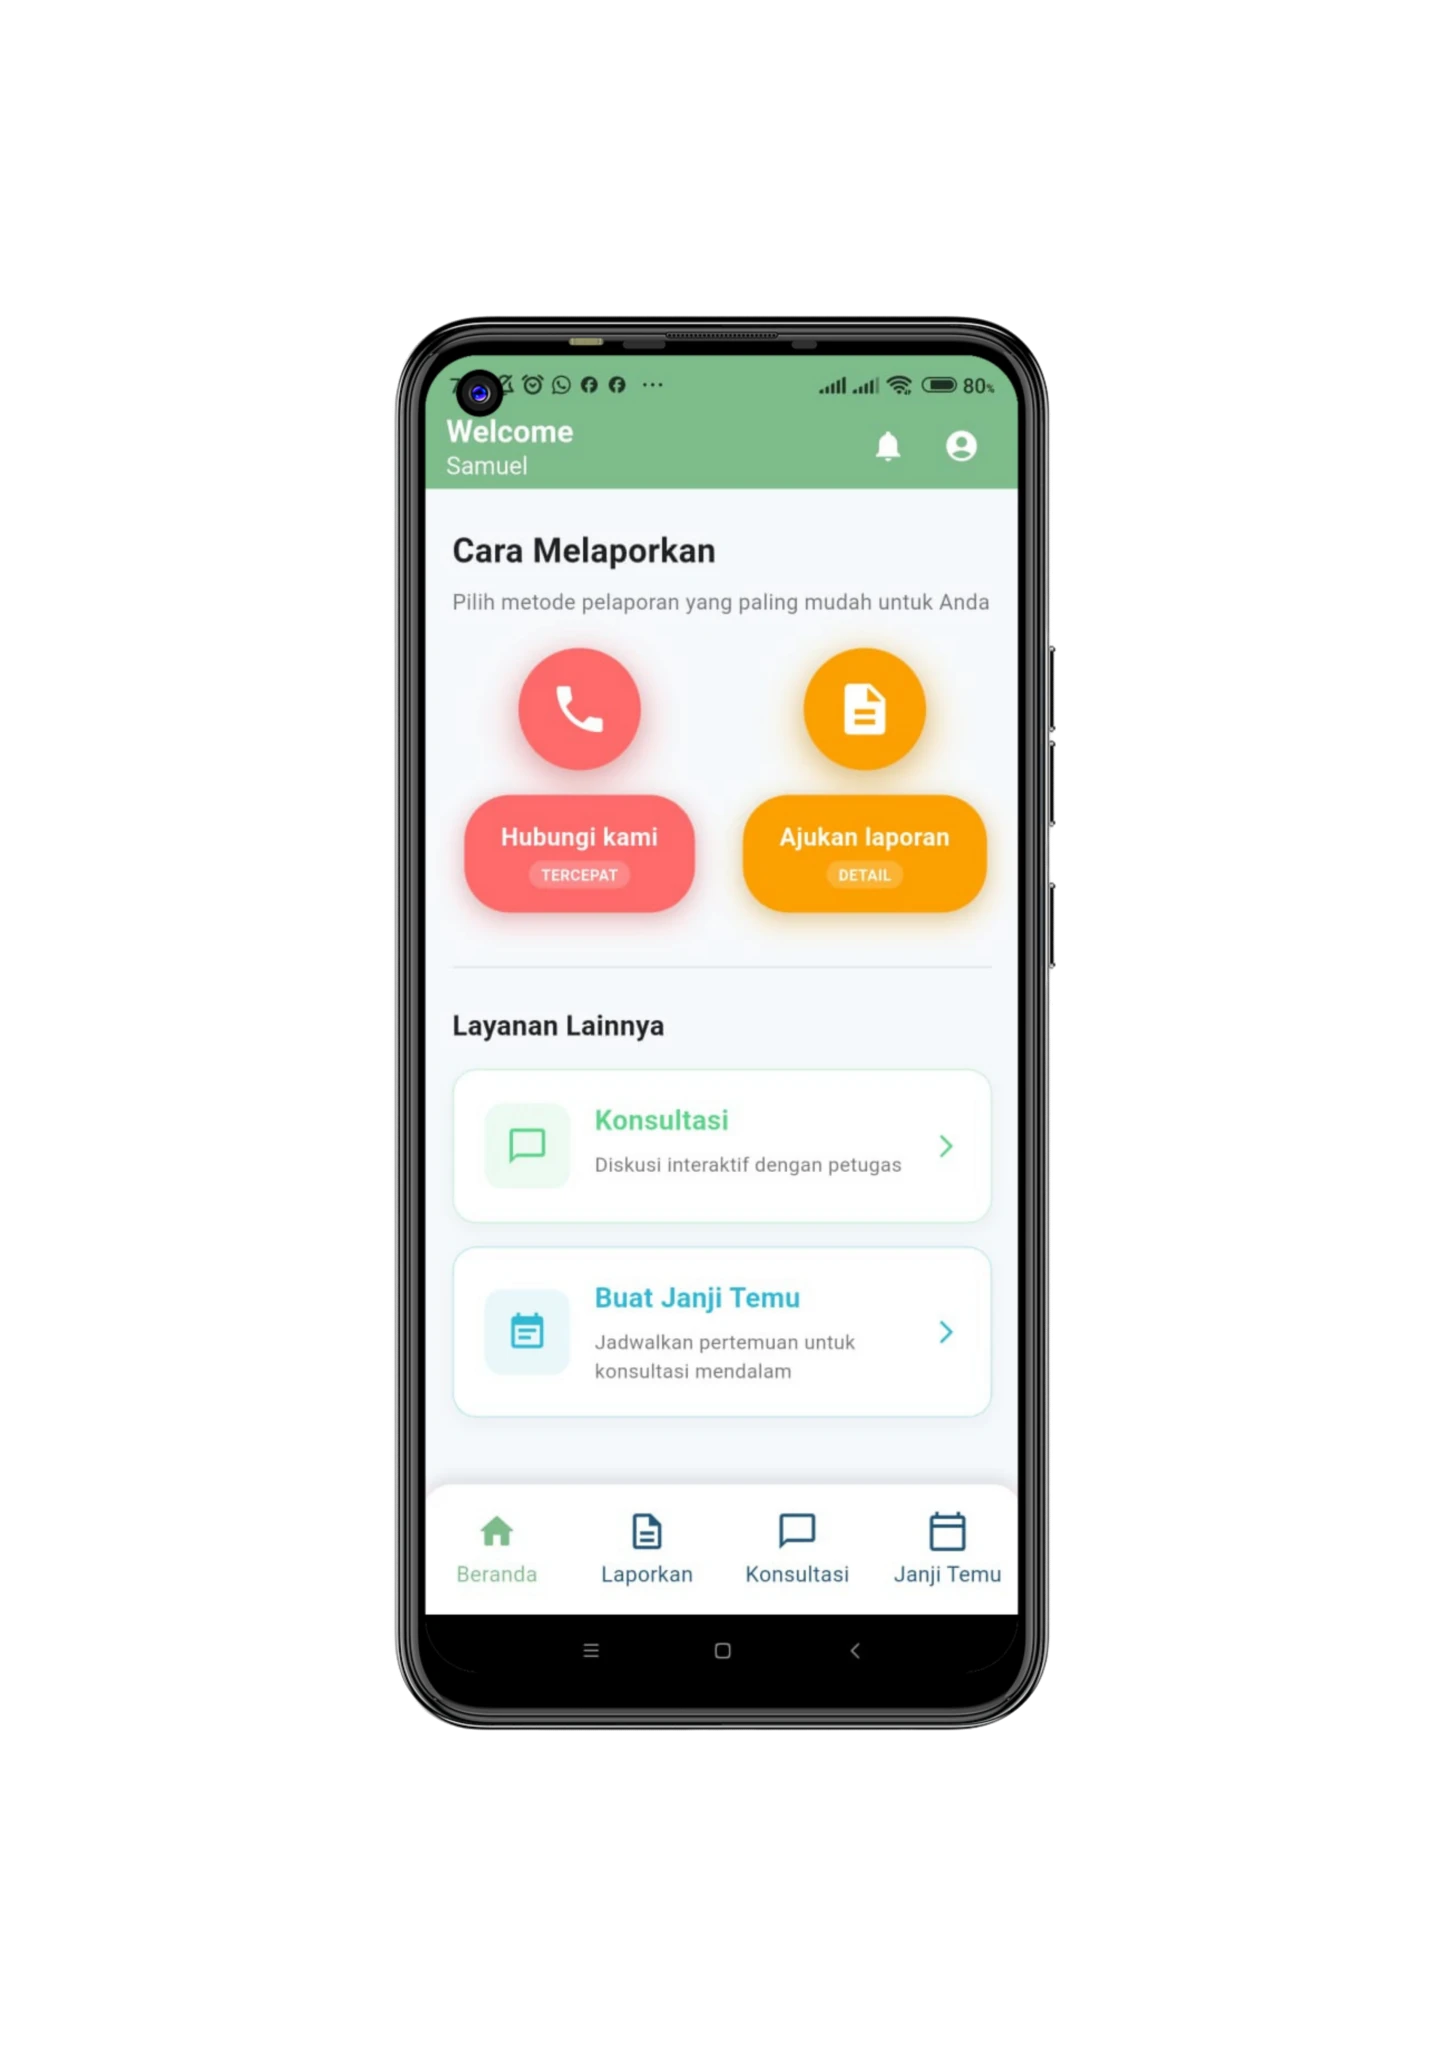 80%
Welcome
Samuel
Cara Melaporkan
Pilih metode pelaporan yang paling mudah untuk Anda
Hubungi kami
TERCEPAT
Ajukan laporan
DETAIL
Layanan Lainnya
Konsultasi
Diskusi interaktif dengan petugas
Buat Janji Temu
Jadwalkan pertemuan untuk
konsultasi mendalam
Beranda
Laporkan
Konsultasi
Janji Temu